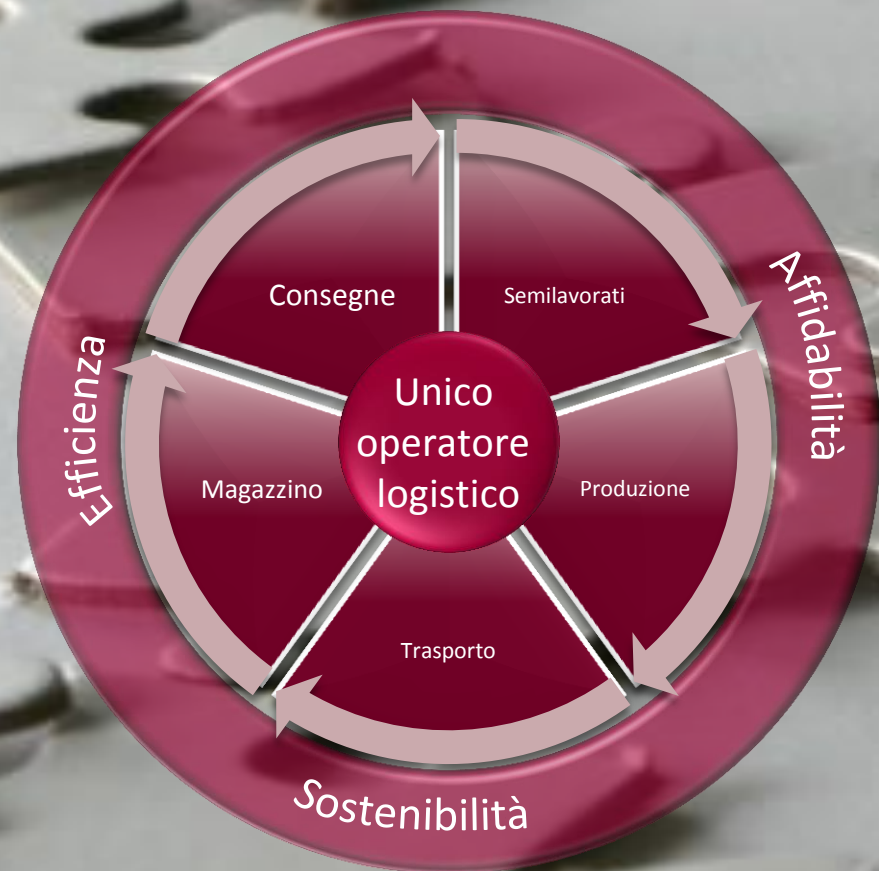 Consegne
Semilavorati
Affidabilità
Efficienza
Unico
operatore
logistico
Magazzino
Produzione
Trasporto
Sostenibilità